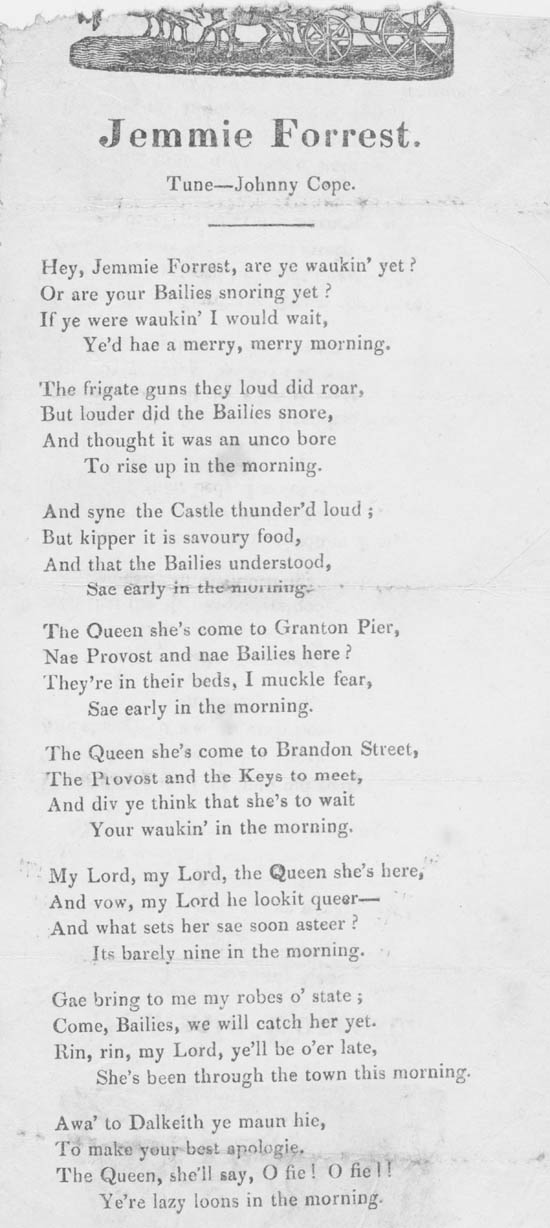 Jemmie Forrest.
Tune—Johnny Cope.
Hey, Jemmie Forrest, are ye waukin' yet?
Or are your Bailies snoring yet?
If ye were waukin' I would wait,
Ye'd hae a merry, merry morning.
The frigate guns they loud did roar,
But louder did the Bailies snore,
And thought it was an unco bore
To rise up in the morning.
And syne the Castle thunder'd loud;
But kipper it is savoury food,
And that the Bailies understood,
Sae early in the morning.
The Queen she's come to Granton Pier,
Nae Provost and nae Bailies here?
They're in their beds, I muckle fear,
Sae early in the morning.
The Queen she's come to Brandon Street,
The Provost and the Keys to meet,
And div ye think that she's to wait
Your waukin' in the morning.
My Lord, my Lord, the Queen she's here,
And vow, my Lord he lookit queer—
And what sets her sae soon asteer?
Its barely nine in the morning.
Gae bring to me my robes o' state;
Come, Bailies, we will catch her yet.
Rin, rin, my Lord, ye'll be o'er late,
She's been through the town this morning.
Awa' to Dalkeith ye maun hie,
To make your best apologie.
The Queen, she'll say, O fie! O fie!!
Ye're lazy loons in the morning.